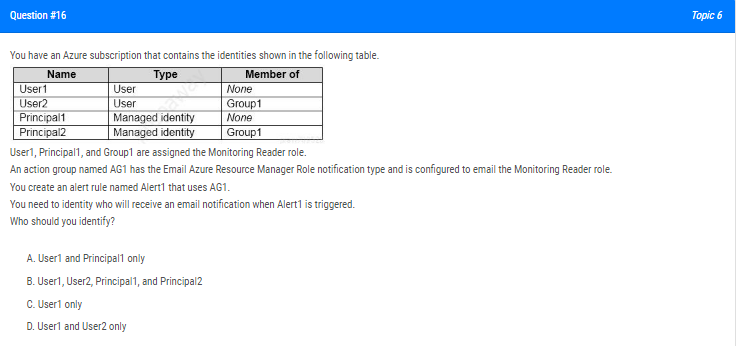 Question #16 Topic 6
You have an Azure subscription that contains the identities shown in the following table.
Name Type Member of
User1 User None
User2 User Group1
Principal1 Managed identity None
Principal2 Managed identity Group1
User1, Principal1, and Group1 are assigned the Monitoring Reader role.
An action group named AG1 has the Email Azure Resource Manager Role notification type and is configured to email the Monitoring Reader role.
You create an alert rule named Alert1 that uses AG1.
You need to identity who will receive an email notification when Alert1 is triggered.
Who should you identify?
A. User1 and Principal1 only
B. User1, User2, Principal1, and Principal2
C. User1 only
D. User1 and User2 only